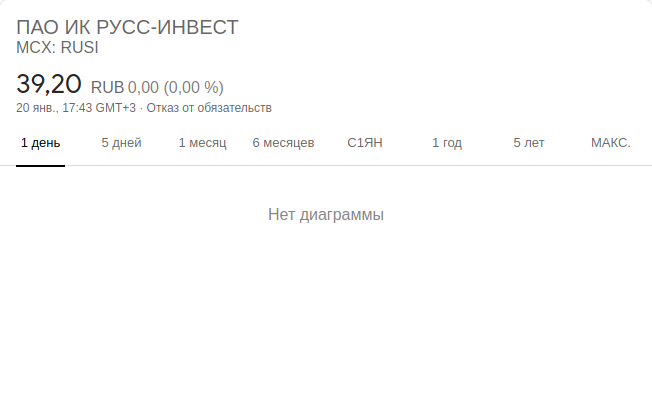 ПАО ИК РУСС-ИНВЕСТ
MCX: RUSI
39,20 RUB 0,00 (0,00 %)
20 янв., 17:43 GMT+3 · Отказ от обязательств
1 день 5 дней 1 месяц 6 месяцев С1ЯН 1 год 5 лет МАКС.
Нет диаграммы